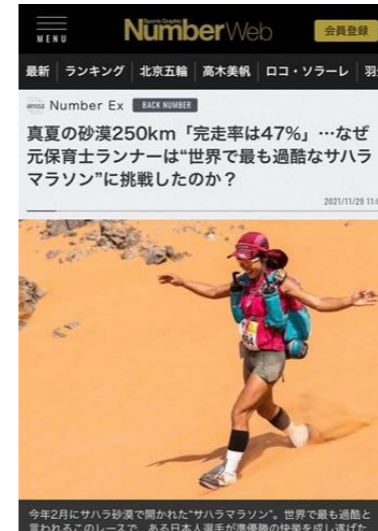 MENU
Sports Graphic
NumberWeb
会員登録
最新 ランキング 北京五輪 高木美帆 ロコ・ソラーレ 羽
ARTICLE Number Ex BACK NUMBER
真夏の砂漠250km「完走率は47%」…なぜ
元保育士ランナーは“世界で最も過酷なサハラ
マラソン”に挑戦したのか？
2021/11/29 11:0
今年2月にサハラ砂漠で開かれた“サハラマラソン”。世界で最も過酷と
言われるこのレースで、ある日本人選手が準優勝の快挙を成し遂げた